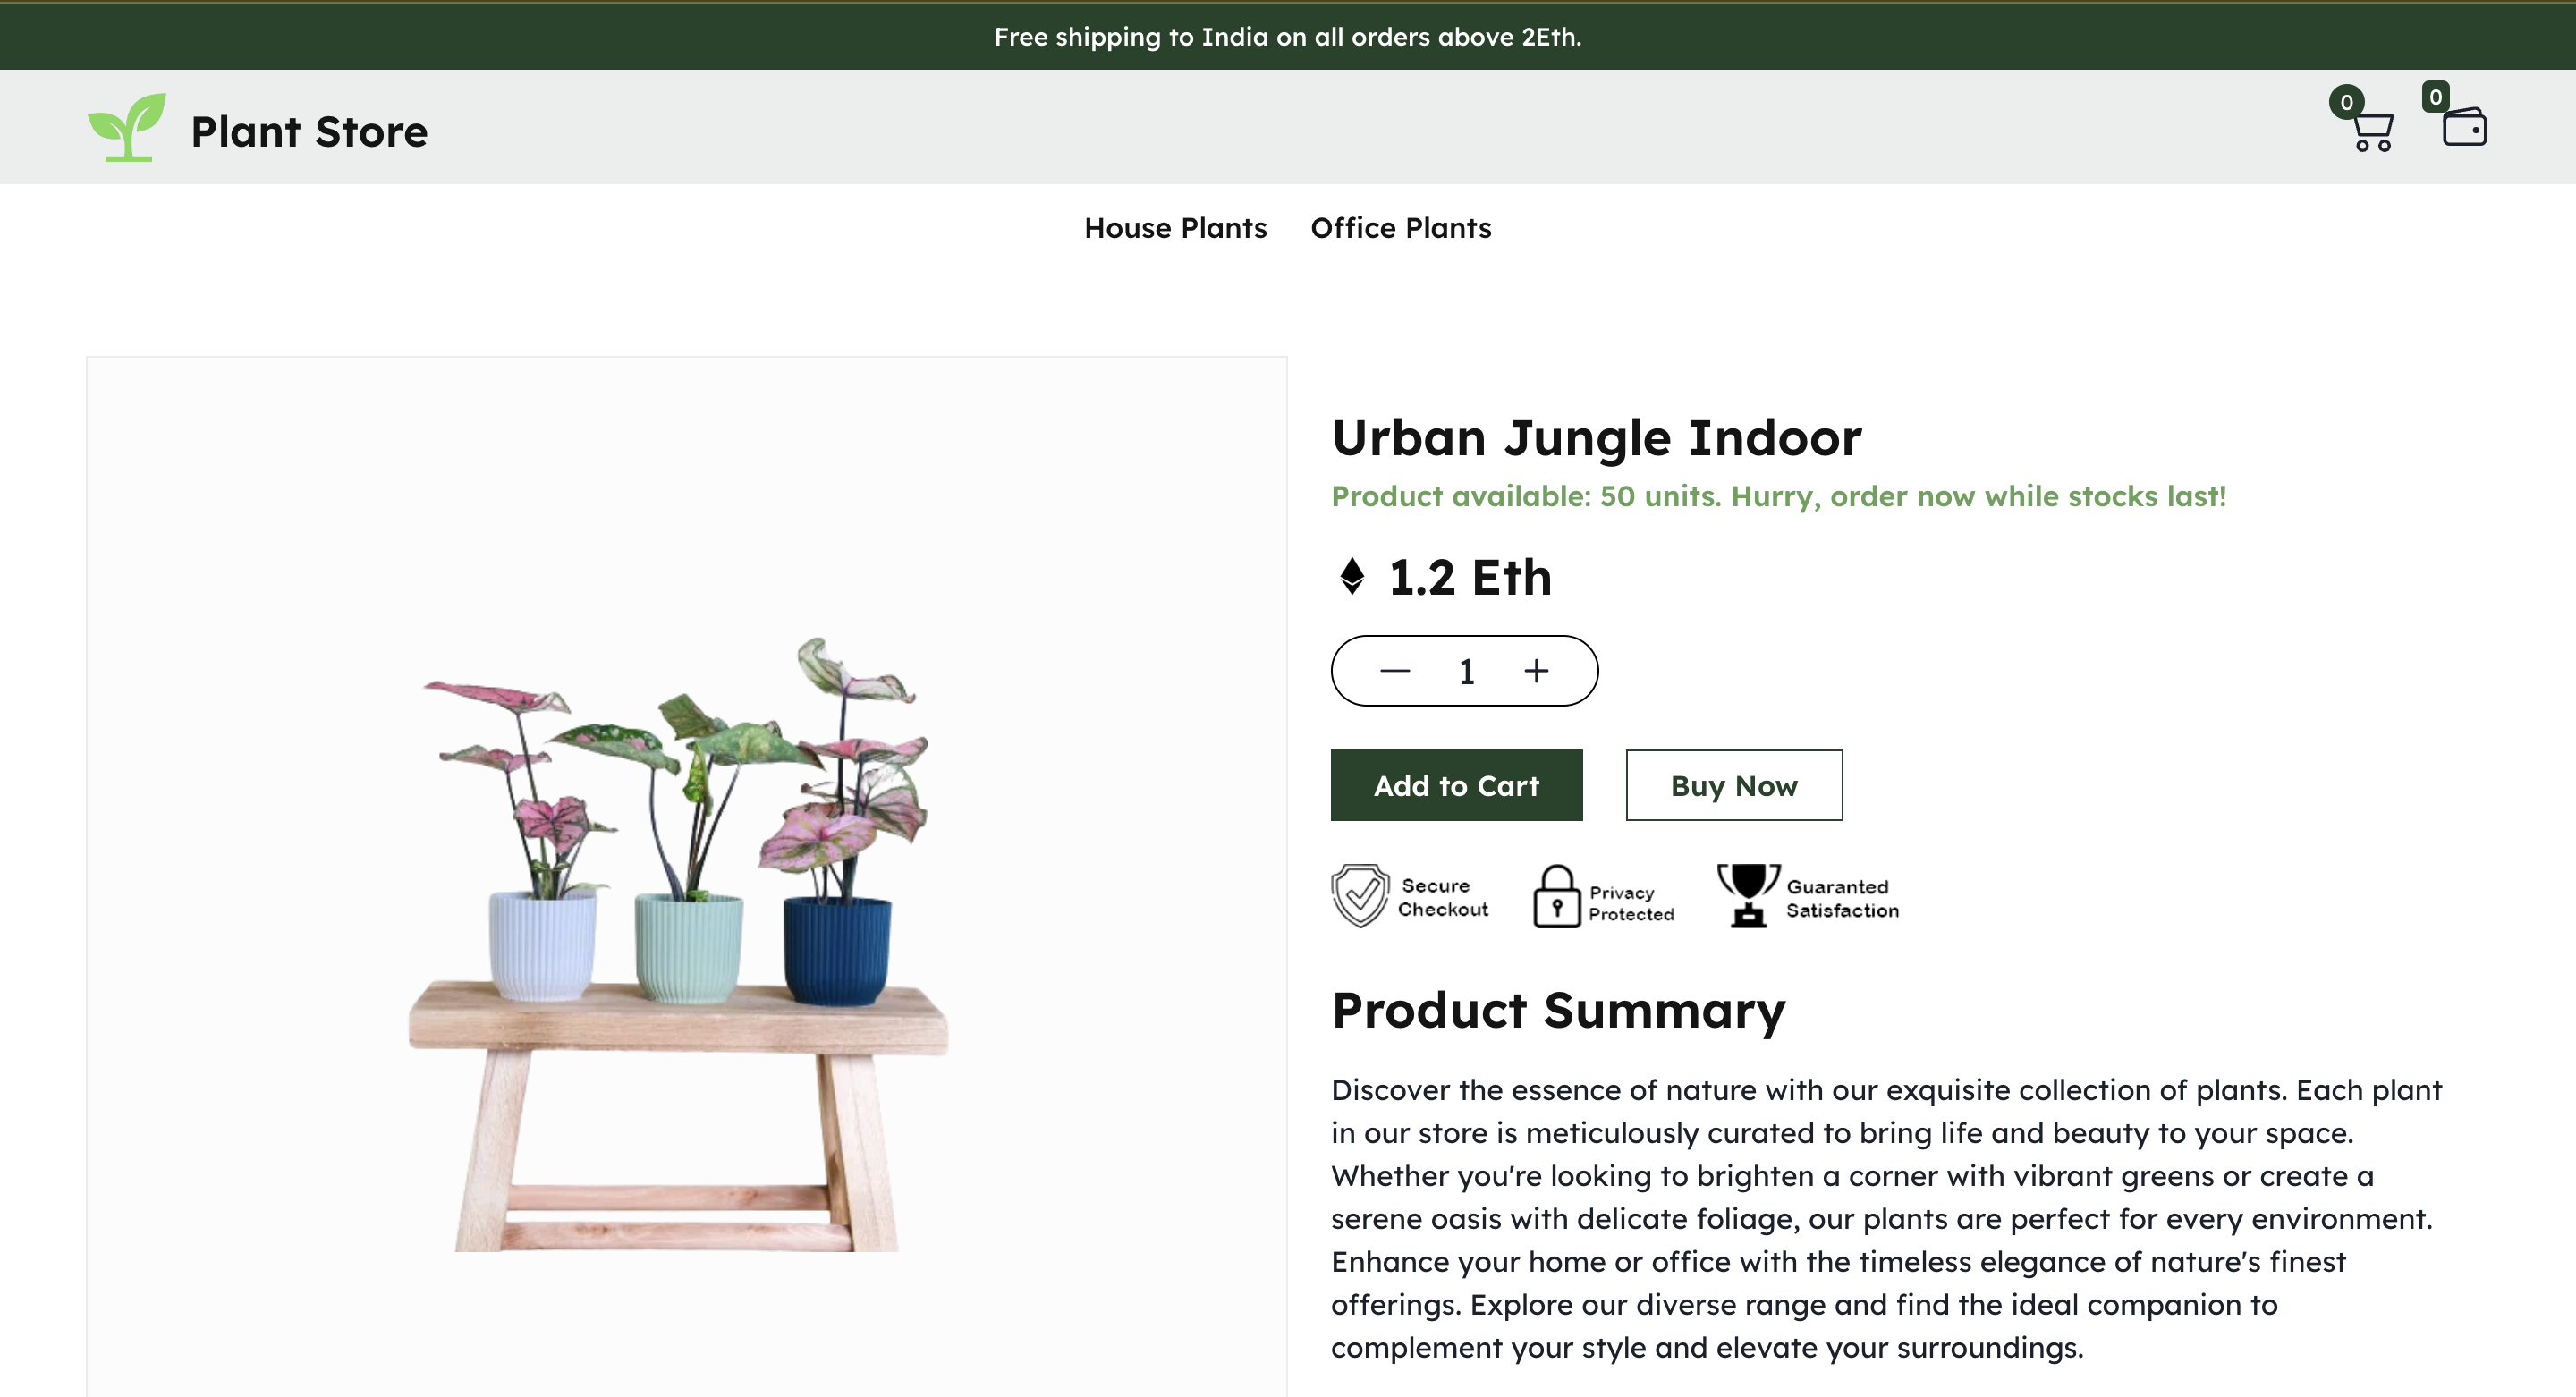 Free shipping to India on all orders above 2Eth.
Plant Store
0
0
House Plants
Office Plants
Urban Jungle Indoor
Product available: 50 units. Hurry, order now while stocks last!
1.2 Eth
1
Add to Cart
Buy Now
Secure
Checkout
Privacy
Protected
Guaranted
Satisfaction
Product Summary
Discover the essence of nature with our exquisite collection of plants. Each plant
in our store is meticulously curated to bring life and beauty to your space.
Whether you're looking to brighten a corner with vibrant greens or create a
serene oasis with delicate foliage, our plants are perfect for every environment.
Enhance your home or office with the timeless elegance of nature's finest
offerings. Explore our diverse range and find the ideal companion to
complement your style and elevate your surroundings.